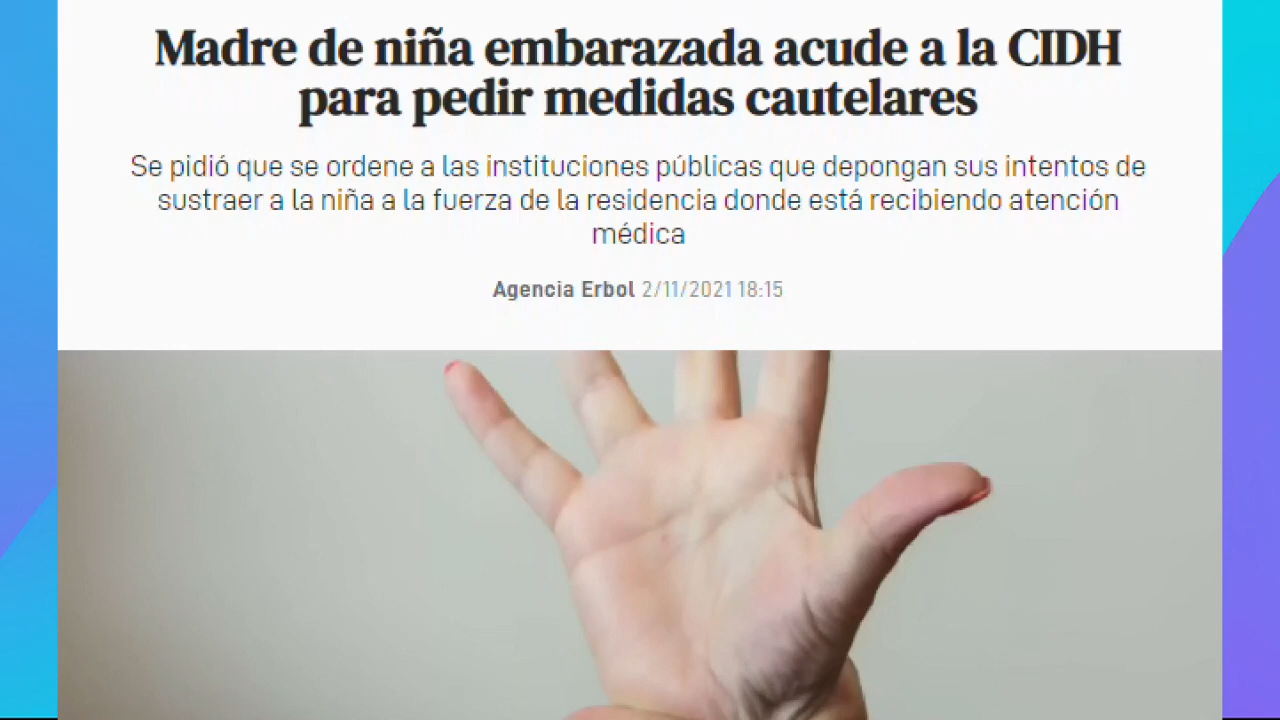 Madre de niña embarazada acude a la CIDH
para pedir medidas cautelares
Se pidió que se ordene a las instituciones públicas que depongan sus intentos de
sustraer a la niña a la fuerza de la residencia donde está recibiendo atención
médica
Agencia Erbol 2/11/2021 18:15